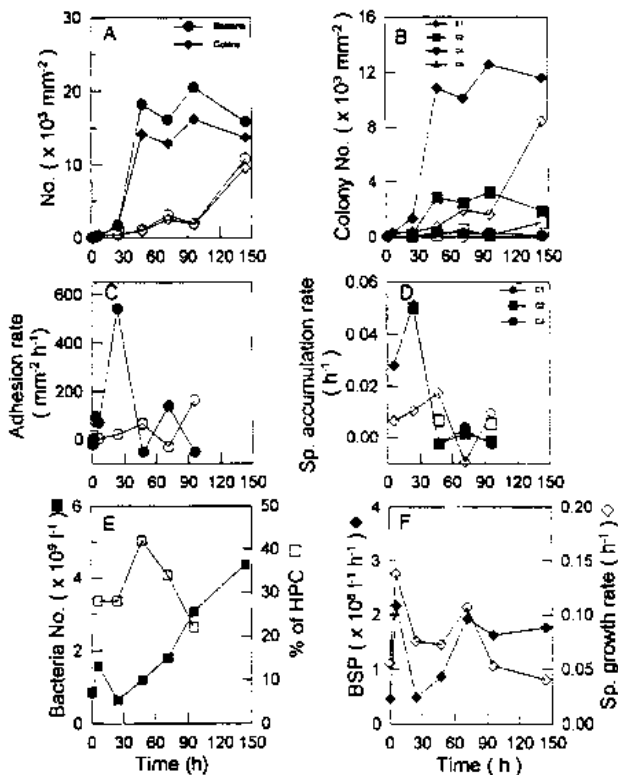 A
Bacteria
Colony
No. ( x 10³ mm⁻²)
30
20
10
0
0 30 60 90 120 150
B
Colony No. ( x 10³ mm⁻²)
16
12
8
4
0
0 30 60 90 120 150
C
Adhesion rate
( mm⁻² h⁻¹)
600
400
200
0
0 30 60 90 120 150
D
Sp. accumulation rate
( h⁻¹)
0.06
0.04
0.02
0.00
0 30 60 90 120 150
E
Bacteria No. ( x 10⁹ l⁻¹)
6
4
2
0
% of HPC
50
40
30
20
10
0
0 30 60 90 120 150
Time (h)
F
BSP ( x 10⁸ l⁻¹ h⁻¹)
4
3
2
1
0
Sp. growth rate ( h⁻¹)
0.20
0.15
0.10
0.05
0.00
0 30 60 90 120 150
Time ( h )